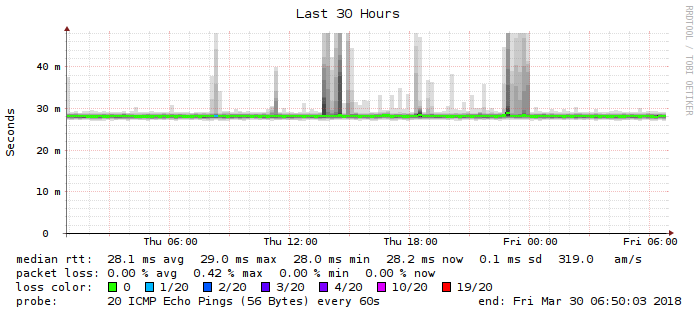 Last 30 Hours
RRDTOOL / TOBI OETIKER
Seconds
40 m
30 m
20 m
10 m
0
Thu 06:00 Thu 12:00 Thu 18:00 Fri 00:00 Fri 06:00
median rtt: 28.1 ms avg 29.0 ms max 28.0 ms min 28.2 ms now 0.1 ms sd 319.0 am/s
packet loss: 0.00 % avg 0.42 % max 0.00 % min 0.00 % now
loss color: 0 1/20 2/20 3/20 4/20 10/20 19/20
probe: 20 ICMP Echo Pings (56 Bytes) every 60s end: Fri Mar 30 06:50:03 2018